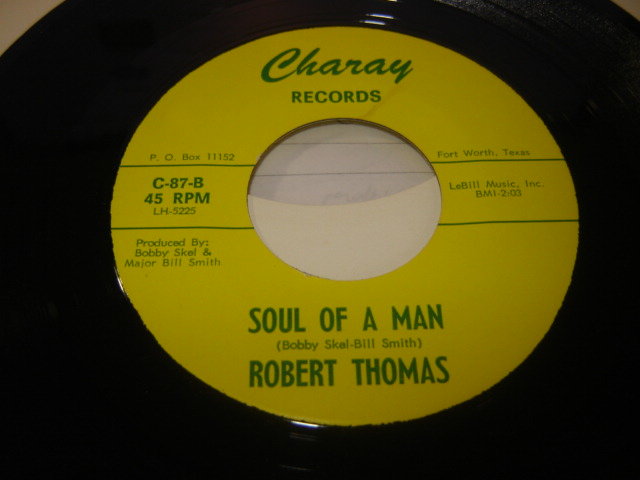 Charay
RECORDS
P. O. Box 11152
Fort Worth, Texas
C-87-B
45 RPM
LH-5225
LeBill Music, Inc.
BMI-2:03
Produced By:
Bobby Skel &
Major Bill Smith
SOUL OF A MAN
(Bobby Skel-Bill Smith)
ROBERT THOMAS